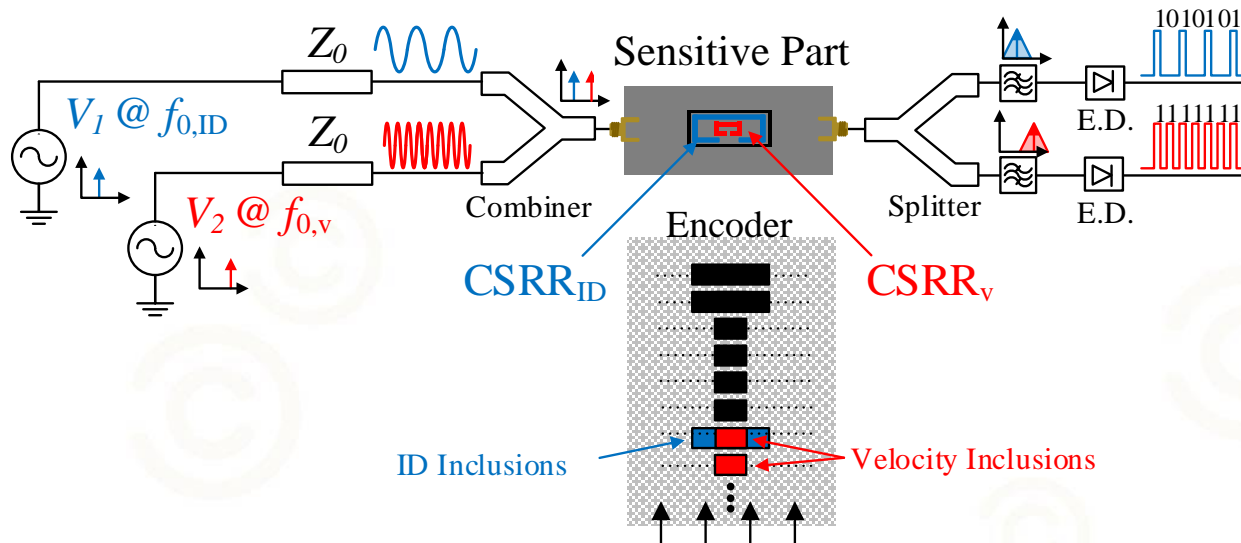 Z0
V1 @ f0,ID
Z0
V2 @ f0,v
Combiner
Sensitive Part
CSRRID
CSRRv
Encoder
ID Inclusions
Velocity Inclusions
Splitter
E.D.
E.D.
1010101
1111111